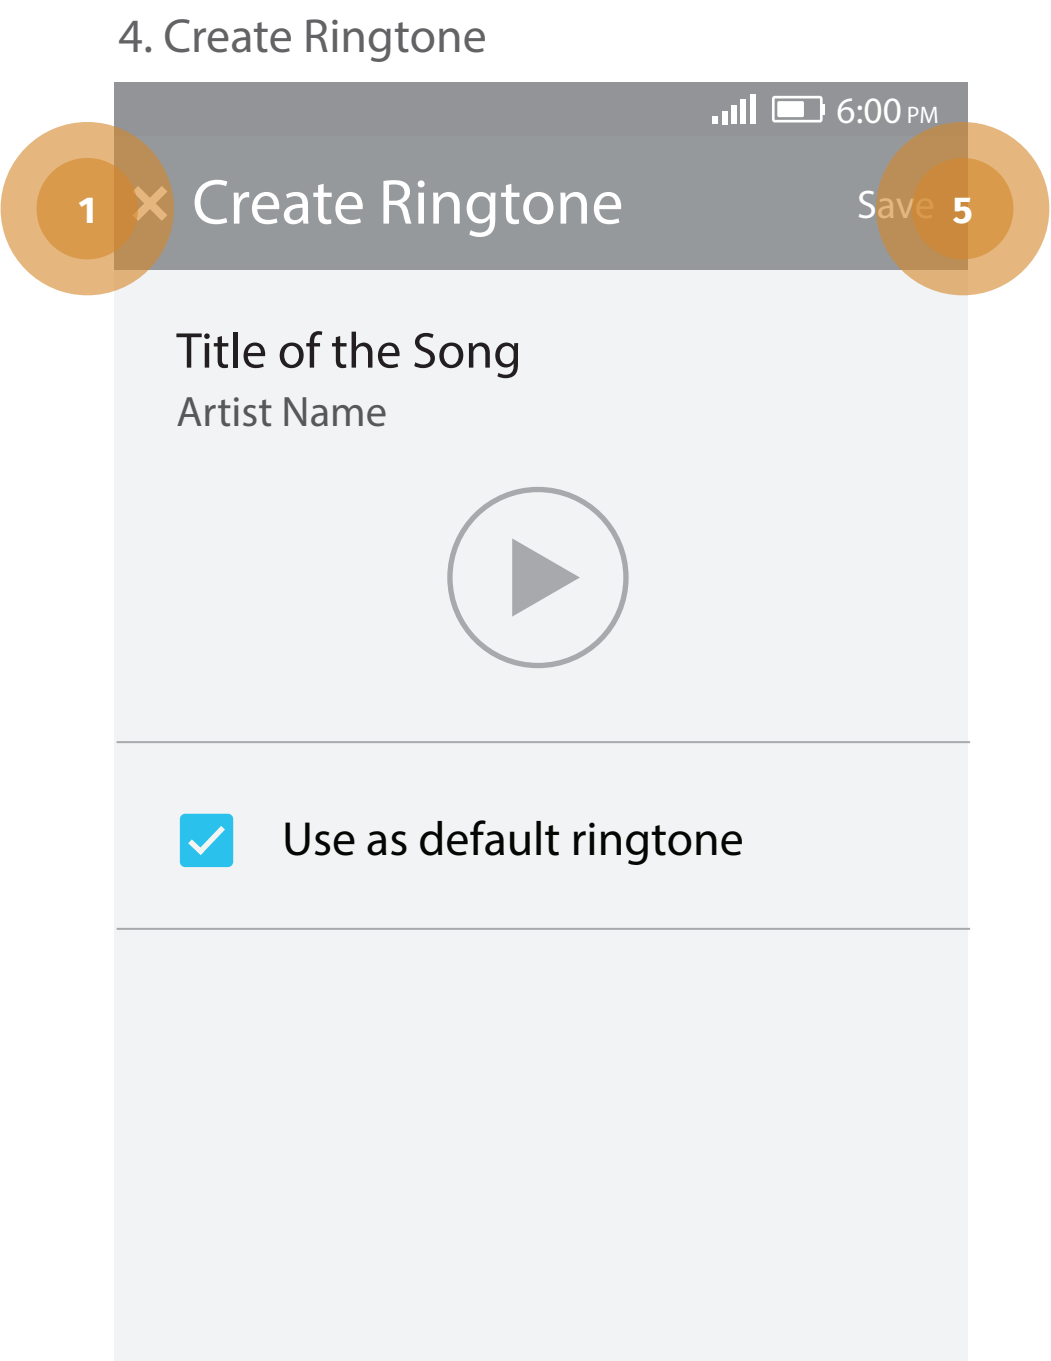 4. Create Ringtone
6:00 PM
1 × Create Ringtone Save 5
Title of the Song
Artist Name
Use as default ringtone